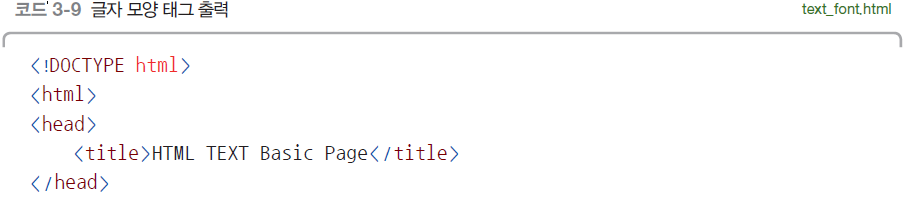 코드 3-9 글자 모양 태그 출력 text_font.html
<!DOCTYPE html>
<html>
<head>
    <title>HTML TEXT Basic Page</title>
</head>